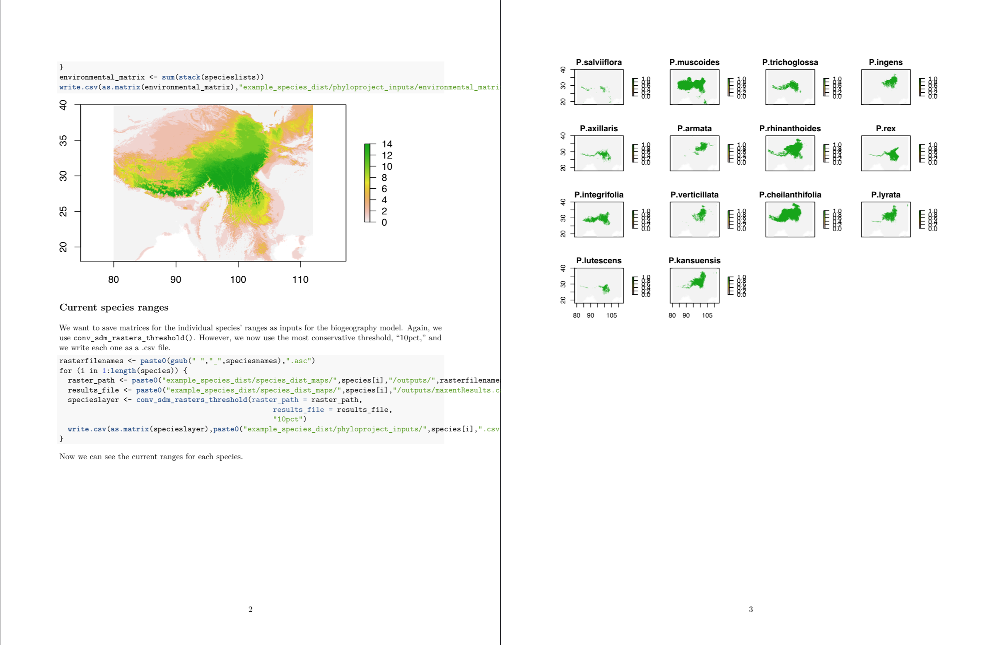 }
environmental_matrix <- sum(stack(specieslists))
write.csv(as.matrix(environmental_matrix),"example_species_dist/phyloproject_inputs/environmental_matri
40
35
30
25
20
14
12
10
8
6
4
2
0
80 90 100 110
Current species ranges
We want to save matrices for the individual species’ ranges as inputs for the biogeography model. Again, we
use conv_sdm_rasters_threshold(). However, we now use the most conservative threshold, “10pct,” and
we write each one as a .csv file.
rasterfilenames <- paste0(gsub(" ","_",speciesnames),".asc")
for (i in 1:length(species)) {
  raster_path <- paste0("example_species_dist/species_dist_maps/",species[i],"/outputs/",rasterfilename
  results_file <- paste0("example_species_dist/species_dist_maps/",species[i],"/outputs/maxentResults.c
  specieslayer <- conv_sdm_rasters_threshold(raster_path = raster_path,
                                             results_file = results_file,
                                             "10pct")
  write.csv(as.matrix(specieslayer),paste0("example_species_dist/phyloproject_inputs/",species[i],".csv
}
Now we can see the current ranges for each species.
2
P.salviiflora P.muscoides P.trichoglossa P.ingens
40
30
20
1.0 0.8 0.6 0.4 0.2 0.0
1.0 0.8 0.6 0.4 0.2 0.0
1.0 0.8 0.6 0.4 0.2 0.0
1.0 0.8 0.6 0.4 0.2 0.0
P.axillaris P.armata P.rhinanthoides P.rex
40
30
20
1.0 0.8 0.6 0.4 0.2 0.0
1.0 0.8 0.6 0.4 0.2 0.0
1.0 0.8 0.6 0.4 0.2 0.0
1.0 0.8 0.6 0.4 0.2 0.0
P.integrifolia P.verticillata P.cheilanthifolia P.lyrata
40
30
20
1.0 0.8 0.6 0.4 0.2 0.0
1.0 0.8 0.6 0.4 0.2 0.0
1.0 0.8 0.6 0.4 0.2 0.0
1.0 0.8 0.6 0.4 0.2 0.0
P.lutescens P.kansuensis
40
30
20
1.0 0.8 0.6 0.4 0.2 0.0
1.0 0.8 0.6 0.4 0.2 0.0
80 90 105 80 90 105
3